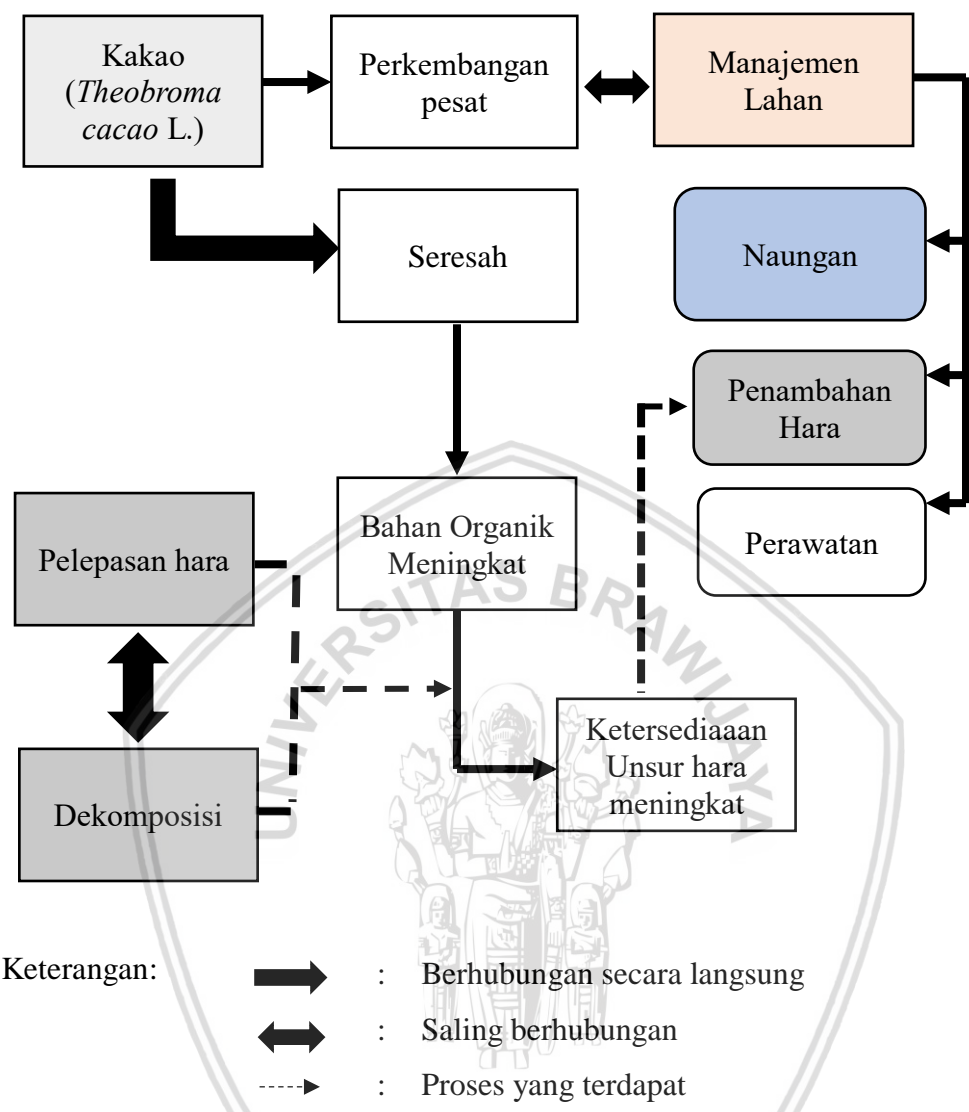 Kakao
(Theobroma
cacao L.)
Perkembangan
pesat
Manajemen
Lahan
Seresah
Naungan
Penambahan
Hara
Perawatan
Bahan Organik
Meningkat
Pelepasan hara
Dekomposisi
Ketersediaaan
Unsur hara
meningkat
UNIVERSITAS BRAWIJAYA
Keterangan:
: Berhubungan secara langsung
: Saling berhubungan
: Proses yang terdapat